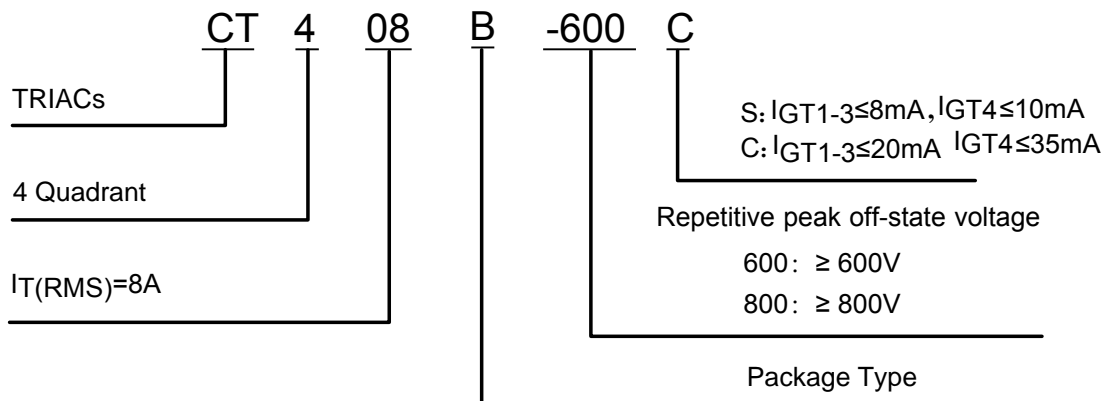 CT 4 08 B -600 C
TRIACs
S: IGT1-3≤8mA, IGT4≤10mA
C: IGT1-3≤20mA IGT4≤35mA
4 Quadrant
Repetitive peak off-state voltage
600: ≥ 600V
IT(RMS)=8A
800: ≥ 800V
Package Type